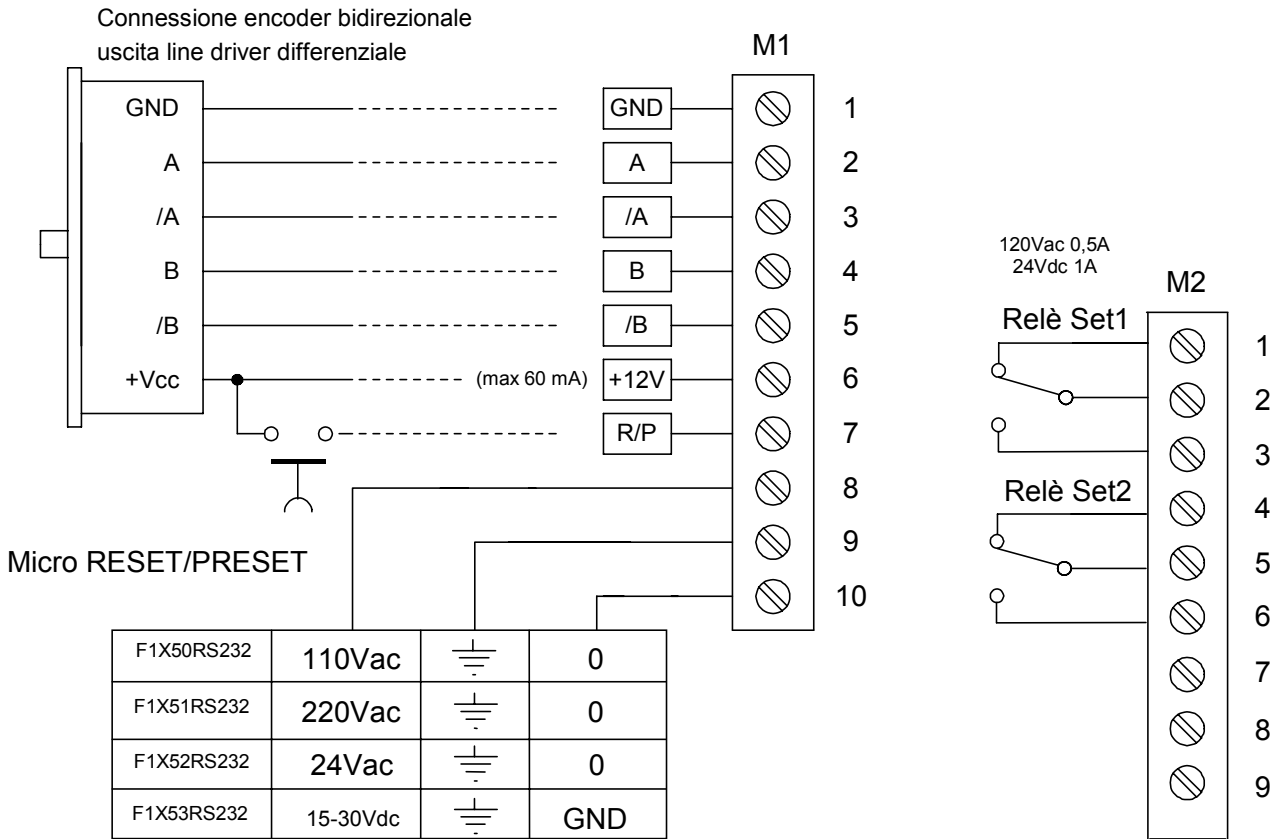 Connessione encoder bidirezionale
uscita line driver differenziale
M1
GND
GND
1
A
A
2
/A
/A
3
B
B
4
/B
/B
5
+Vcc
(max 60 mA)
+12V
6
R/P
7
8
9
10
Micro RESET/PRESET
F1X50RS232 110Vac 0
F1X51RS232 220Vac 0
F1X52RS232 24Vac 0
F1X53RS232 15-30Vdc GND
120Vac 0,5A
24Vdc 1A
M2
Relè Set1
1
2
3
Relè Set2
4
5
6
7
8
9